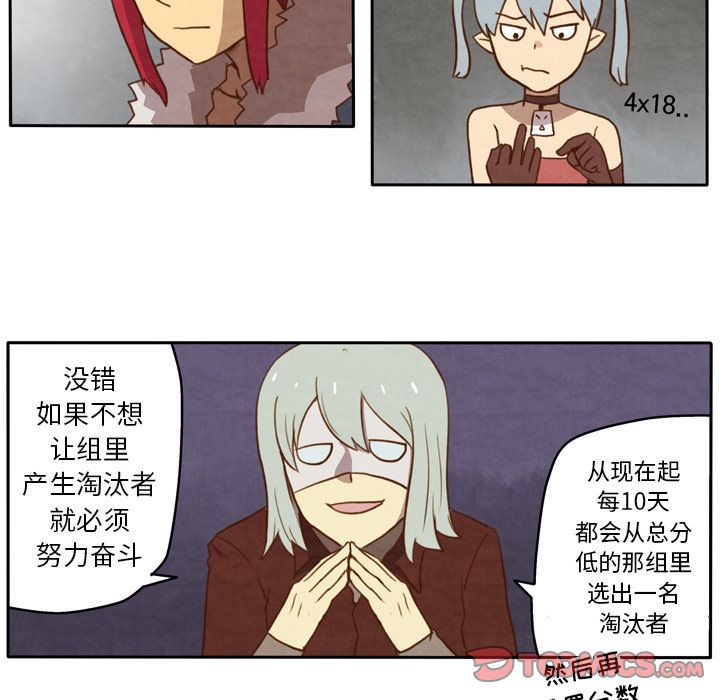 4x18..
没错
如果不想
让组里
产生淘汰者
就必须
努力奋斗
从现在起
每10天
都会从总分
低的那组里
选出一名
淘汰者
然后再
TOOMICS.COM